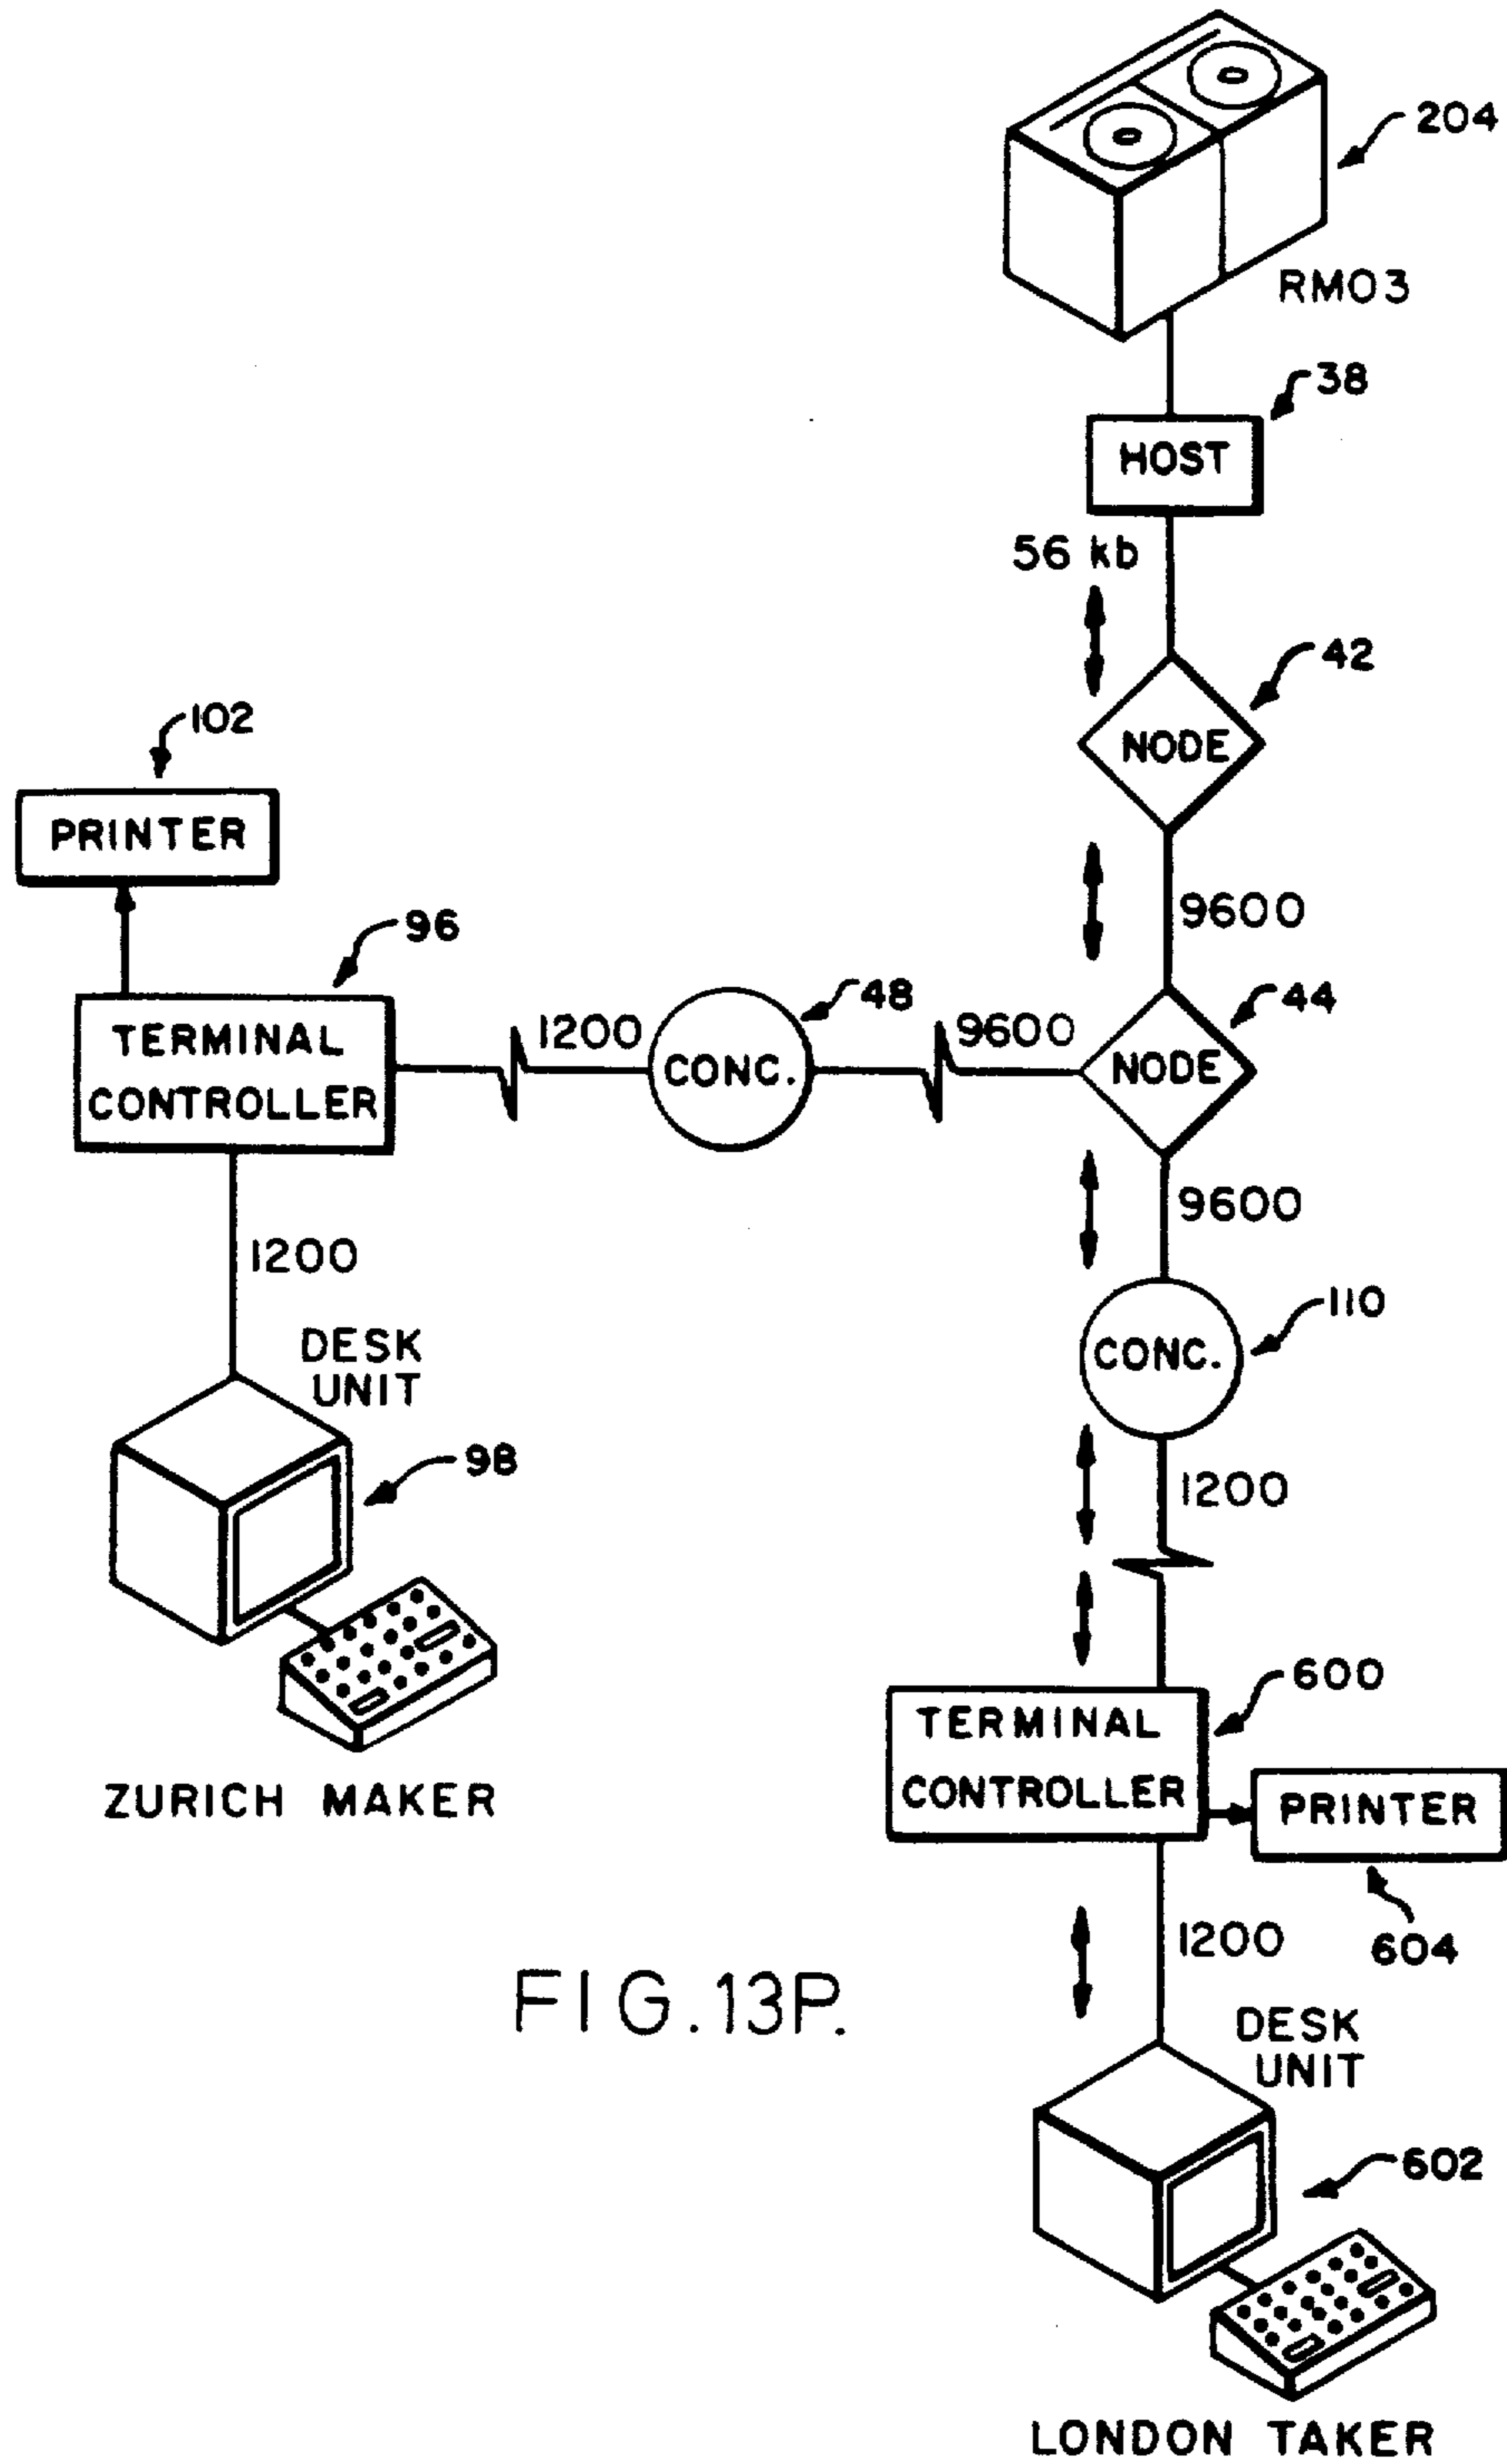 204
RM03
38
HOST
56 kb
42
NODE
102
PRINTER
9600
96
44
48
TERMINAL
CONTROLLER
1200
CONC.
9600
NODE
9600
1200
110
DESK
UNIT
CONC.
98
1200
600
TERMINAL
CONTROLLER
PRINTER
ZURICH MAKER
604
1200
FIG. 13P.
DESK
UNIT
602
LONDON TAKER